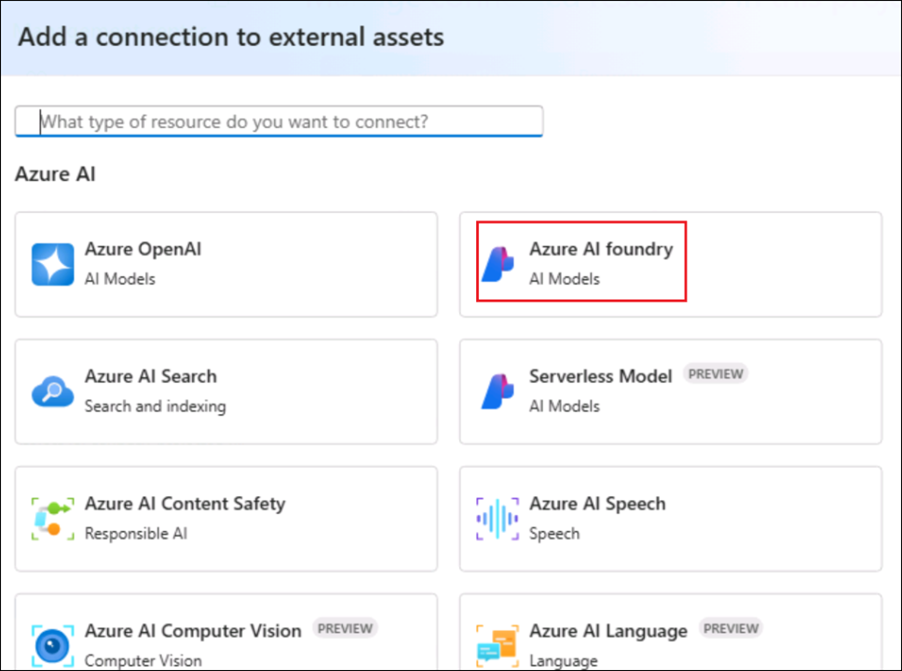 Add a connection to external assets
What type of resource do you want to connect?
Azure AI
Azure OpenAI
AI Models
Azure AI foundry
AI Models
Azure AI Search
Search and indexing
Serverless Model PREVIEW
AI Models
Azure AI Content Safety
Responsible AI
Azure AI Speech
Speech
Azure AI Computer Vision PREVIEW
Computer Vision
Azure AI Language PREVIEW
Language